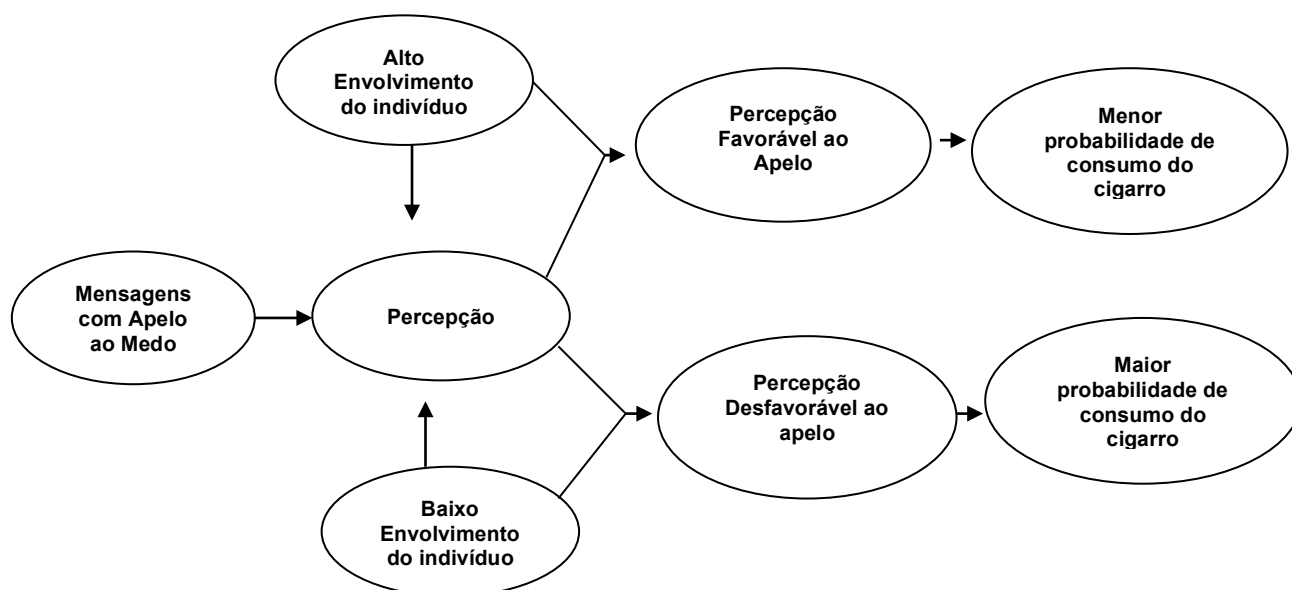 Alto
Envolvimento
do indivíduo
Percepção
Favorável ao
Apelo
Menor
probabilidade de
consumo do
cigarro
Mensagens
com Apelo
ao Medo
Percepção
Percepção
Desfavorável ao
apelo
Maior
probabilidade de
consumo do
cigarro
Baixo
Envolvimento
do indivíduo